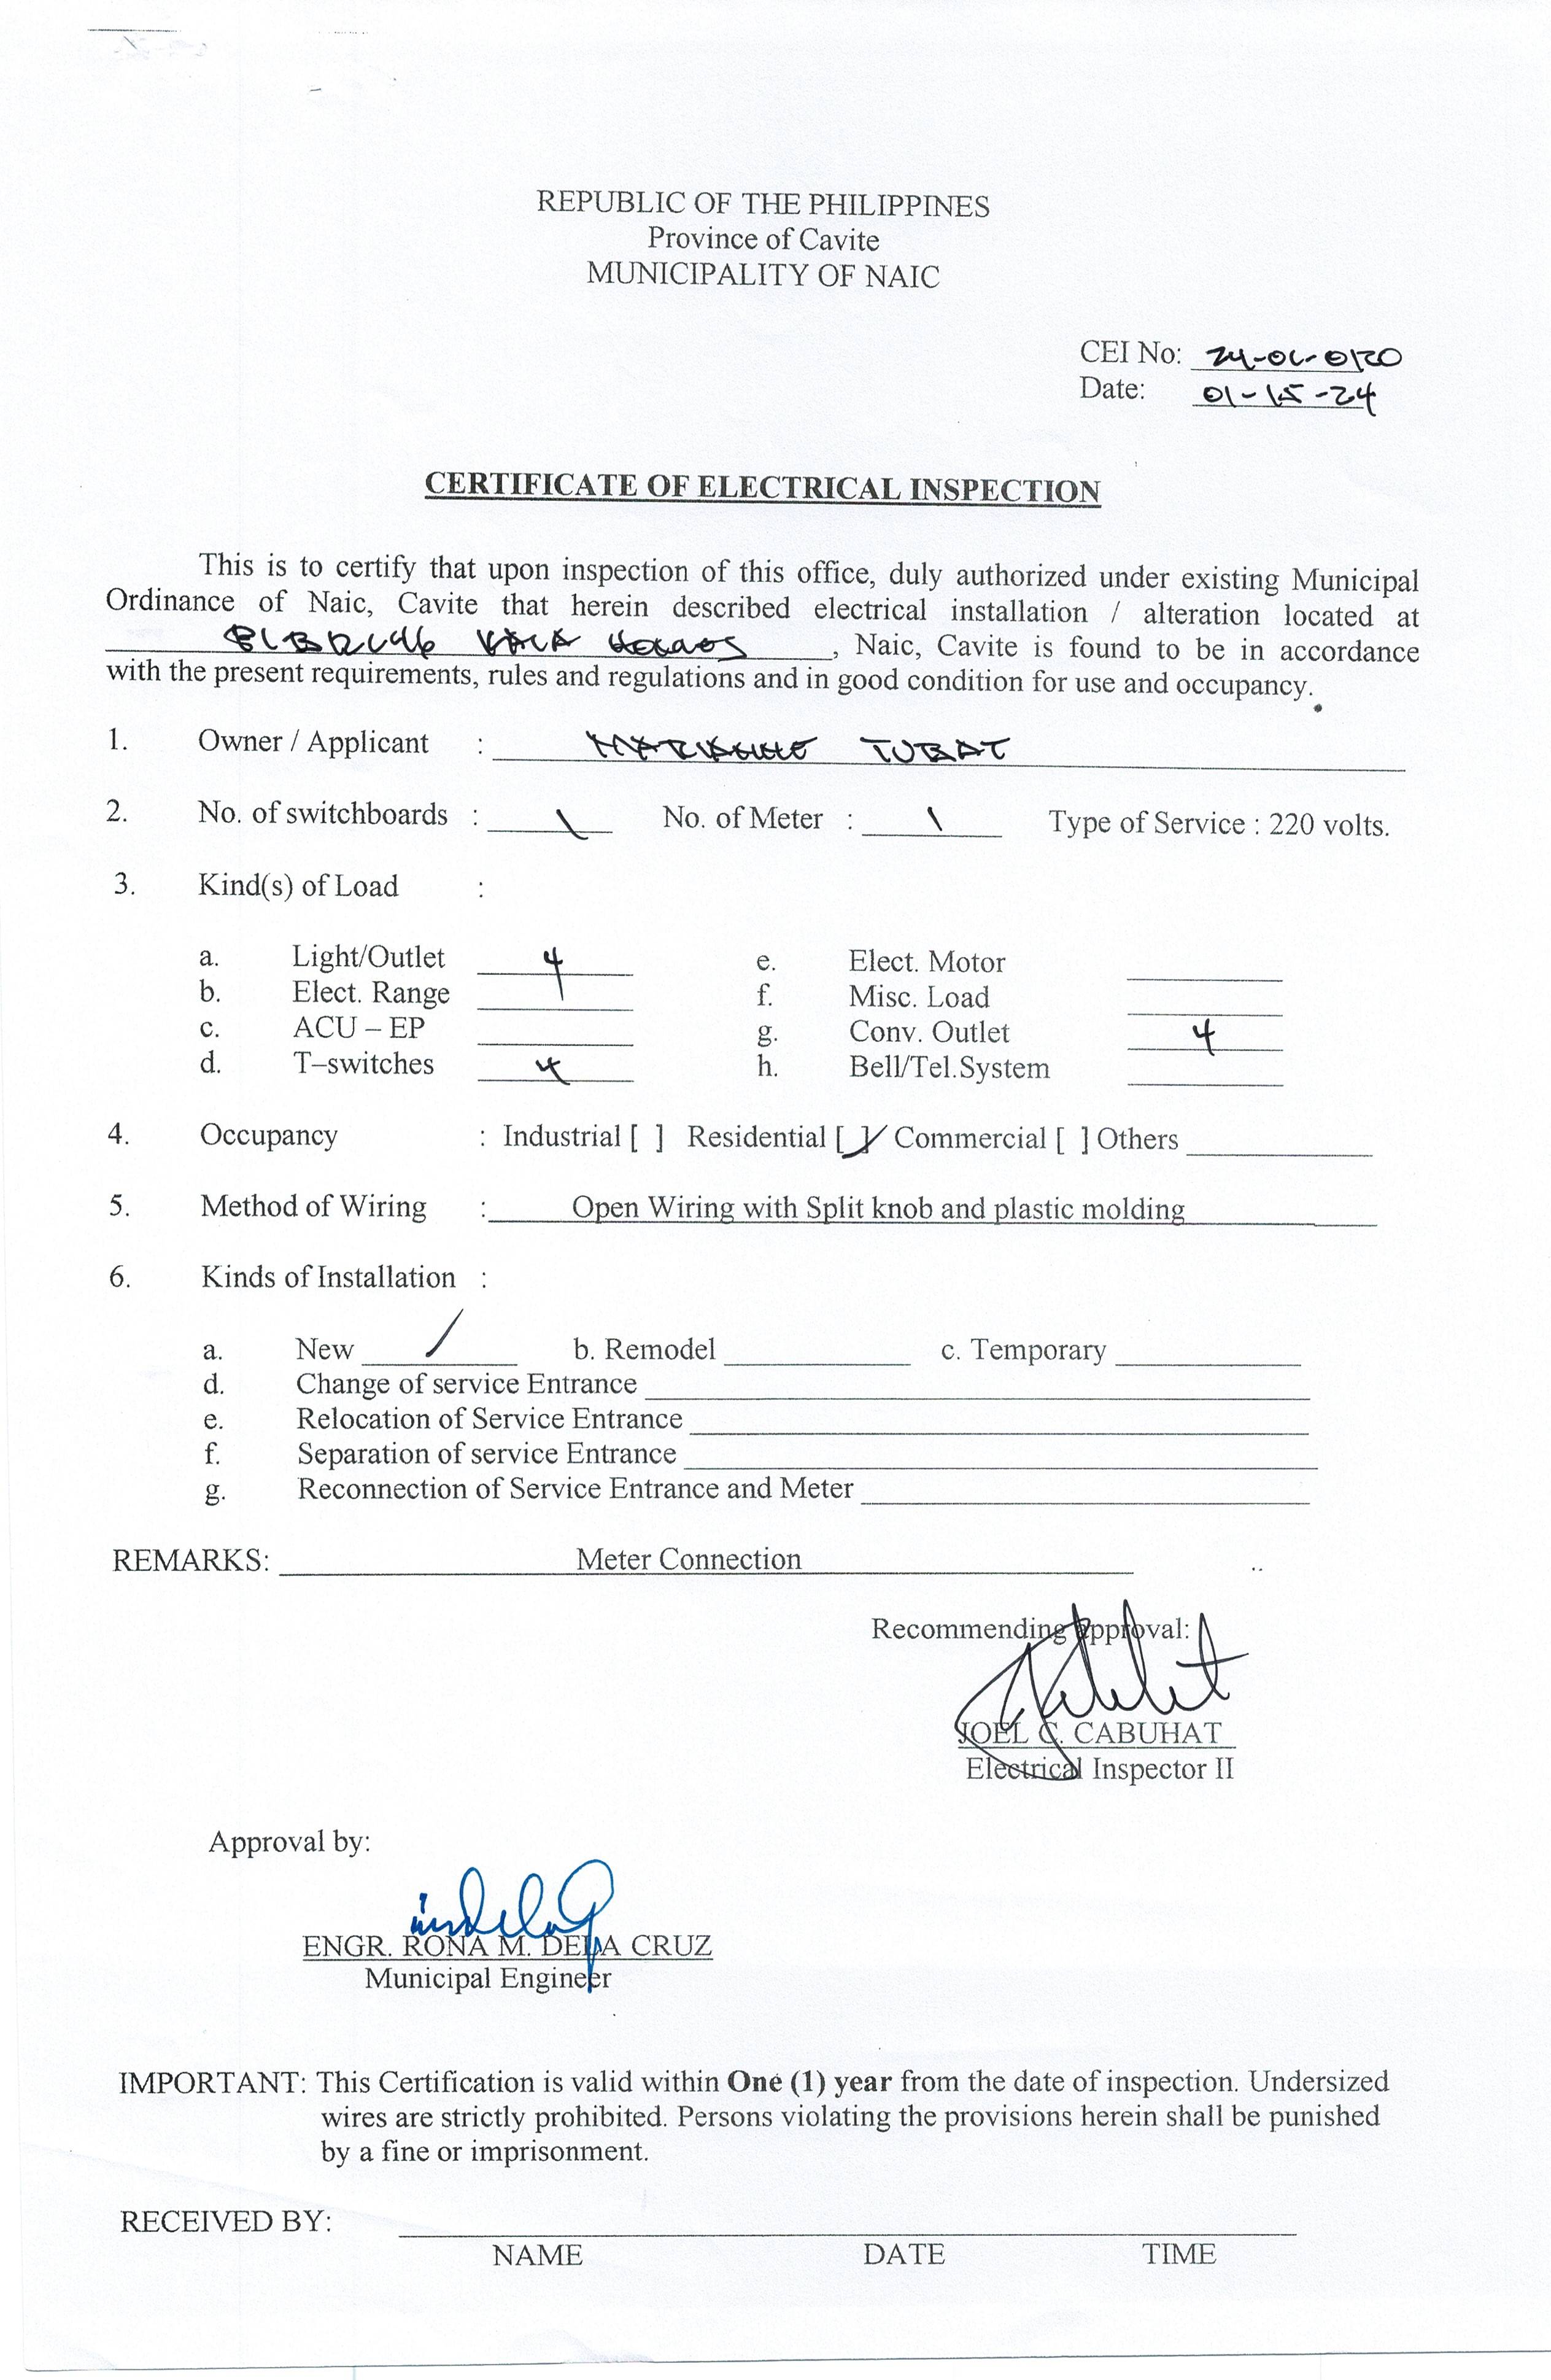 REPUBLIC OF THE PHILIPPINES
Province of Cavite
MUNICIPALITY OF NAIC
CEI No:
Date: 01-15-24
CERTIFICATE OF ELECTRICAL INSPECTION
This is to certify that upon inspection of this office, duly authorized under existing Municipal
Ordinance of Naic, Cavite that herein described electrical installation / alteration located at
, Naic, Cavite is found to be in accordance
with the present requirements, rules and regulations and in good condition for use and occupancy.
1. Owner / Applicant : TUBAT
2. No. of switchboards : 1 No. of Meter : 1 Type of Service : 220 volts.
3. Kind(s) of Load :
a. Light/Outlet 4 e. Elect. Motor
b. Elect. Range f. Misc. Load
c. ACU – EP g. Conv. Outlet 4
d. T–switches 4 h. Bell/Tel.System
4. Occupancy : Industrial [ ] Residential [ ] Commercial [ ] Others
5. Method of Wiring : Open Wiring with Split knob and plastic molding
6. Kinds of Installation :
a. New / b. Remodel c. Temporary
d. Change of service Entrance
e. Relocation of Service Entrance
f. Separation of service Entrance
g. Reconnection of Service Entrance and Meter
REMARKS: Meter Connection
Recommending approval:
JOEL C. CABUHAT
Electrical Inspector II
Approval by:
ENGR. RONA M. DELA CRUZ
Municipal Engineer
IMPORTANT: This Certification is valid within One (1) year from the date of inspection. Undersized
wires are strictly prohibited. Persons violating the provisions herein shall be punished
by a fine or imprisonment.
RECEIVED BY:
NAME DATE TIME